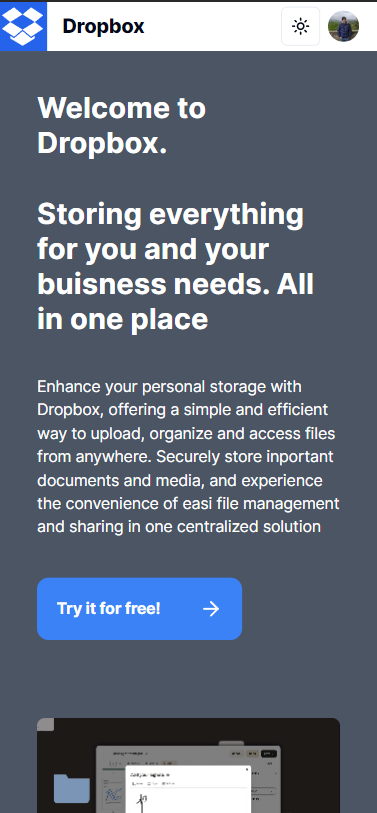 Dropbox
Welcome to
Dropbox.
Storing everything
for you and your
buisness needs. All
in one place
Enhance your personal storage with
Dropbox, offering a simple and efficient
way to upload, organize and access files
from anywhere. Securely store inportant
documents and media, and experience
the convenience of easi file management
and sharing in one centralized solution
Try it for free!